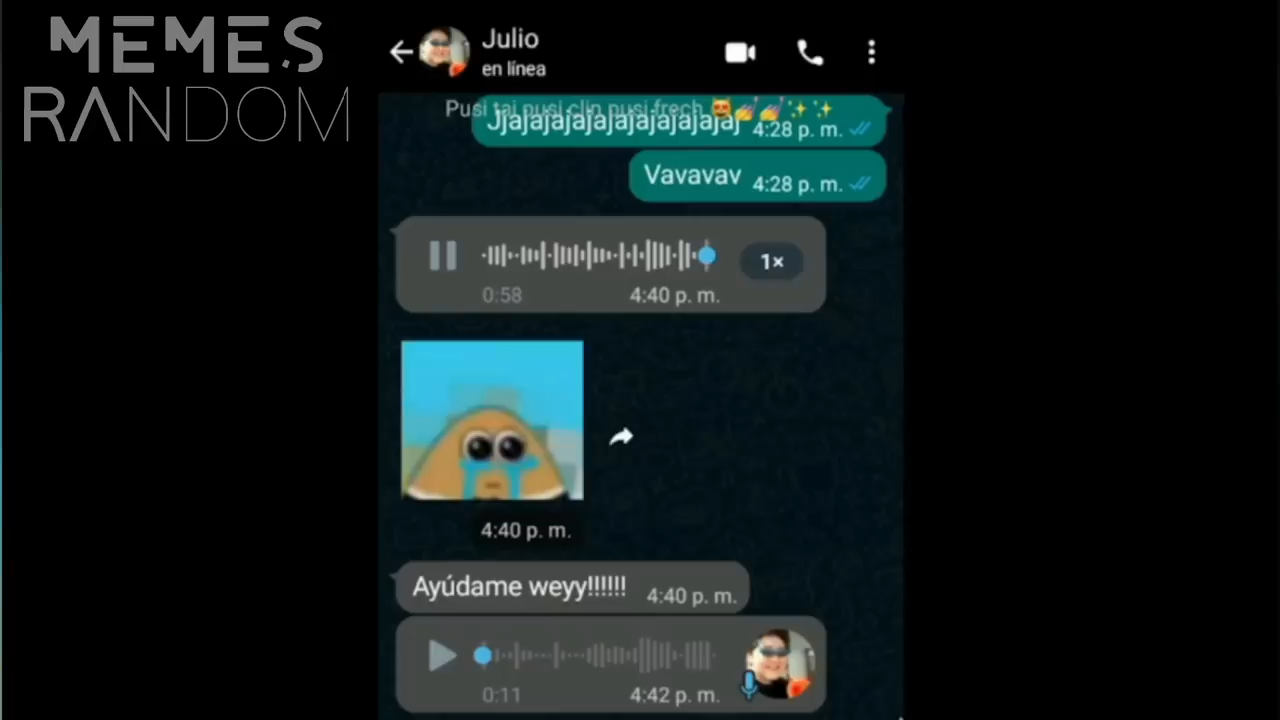 MEMES
RANDOM
Julio
en línea
Pusi tai pusi clin pusi frech 😻💅💅✨✨
Jjajajajajajajajajajaj 4:28 p. m.
Vavavav 4:28 p. m.
1×
0:58 4:40 p. m.
4:40 p. m.
Ayúdame weyy!!!!!! 4:40 p. m.
0:11 4:42 p. m.